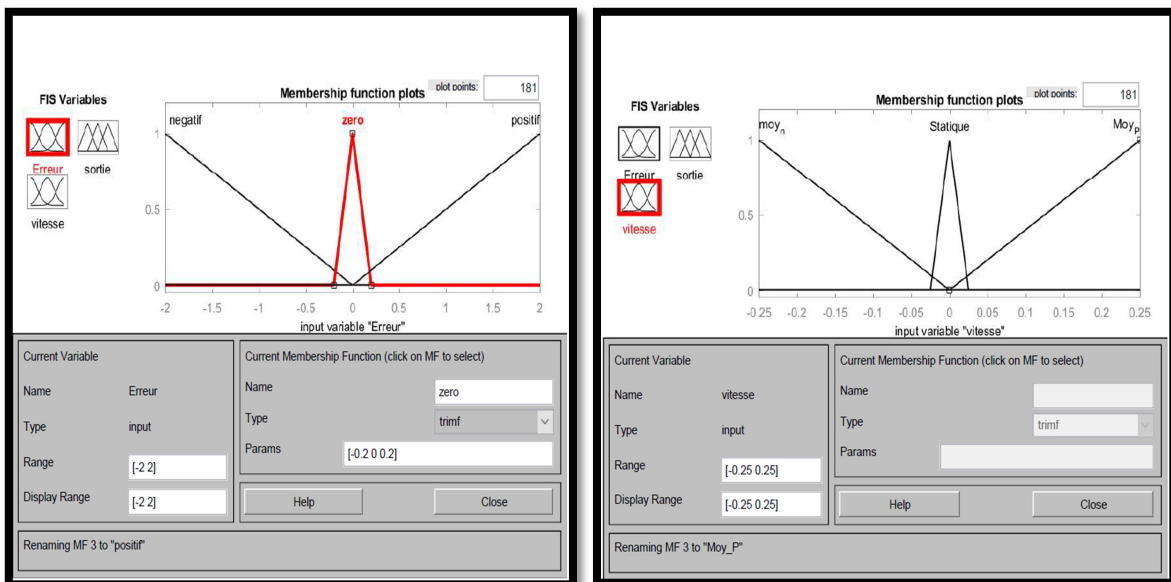 plot points: 181
FIS Variables
Membership function plots
negatif zero positif
Erreur sortie
vitesse
1
0.5
0
-2 -1.5 -1 -0.5 0 0.5 1 1.5 2
input variable "Erreur"
Current Variable
Name Erreur
Type input
Range [-2 2]
Display Range [-2 2]
Current Membership Function (click on MF to select)
Name zero
Type trimf
Params [-0.2 0 0.2]
Help Close
Renaming MF 3 to "positif"
plot points: 181
FIS Variables
Membership function plots
moy_n Statique Moy_P
Erreur sortie
vitesse
1
0.5
0
-0.25 -0.2 -0.15 -0.1 -0.05 0 0.05 0.1 0.15 0.2 0.25
input variable "vitesse"
Current Variable
Name vitesse
Type input
Range [-0.25 0.25]
Display Range [-0.25 0.25]
Current Membership Function (click on MF to select)
Name
Type trimf
Params
Help Close
Renaming MF 3 to "Moy_P"